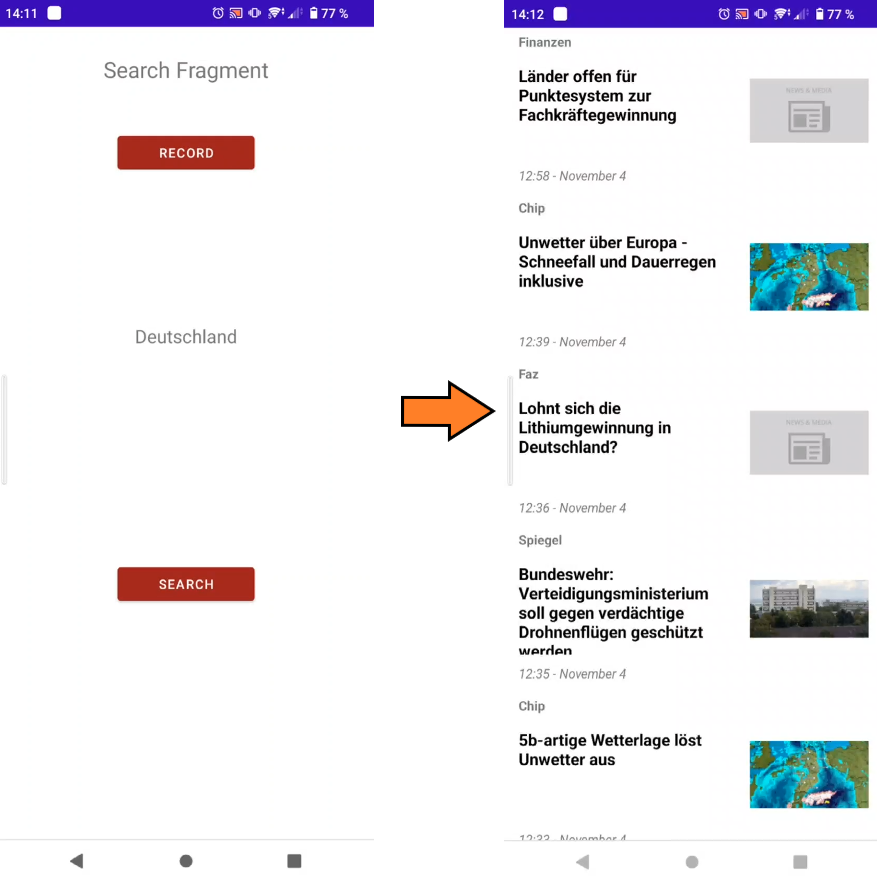 14:11
77 %
Search Fragment
RECORD
Deutschland
SEARCH
14:12
77 %
Finanzen
Länder offen für
Punktesystem zur
Fachkräftegewinnung
NEWS & MEDIA
12:58 - November 4
Chip
Unwetter über Europa -
Schneefall und Dauerregen
inklusive
12:39 - November 4
Faz
Lohnt sich die
Lithiumgewinnung in
Deutschland?
NEWS & MEDIA
12:36 - November 4
Spiegel
Bundeswehr:
Verteidigungsministerium
soll gegen verdächtige
Drohnenflügen geschützt
werden
12:35 - November 4
Chip
5b-artige Wetterlage löst
Unwetter aus
12:33 - November 4